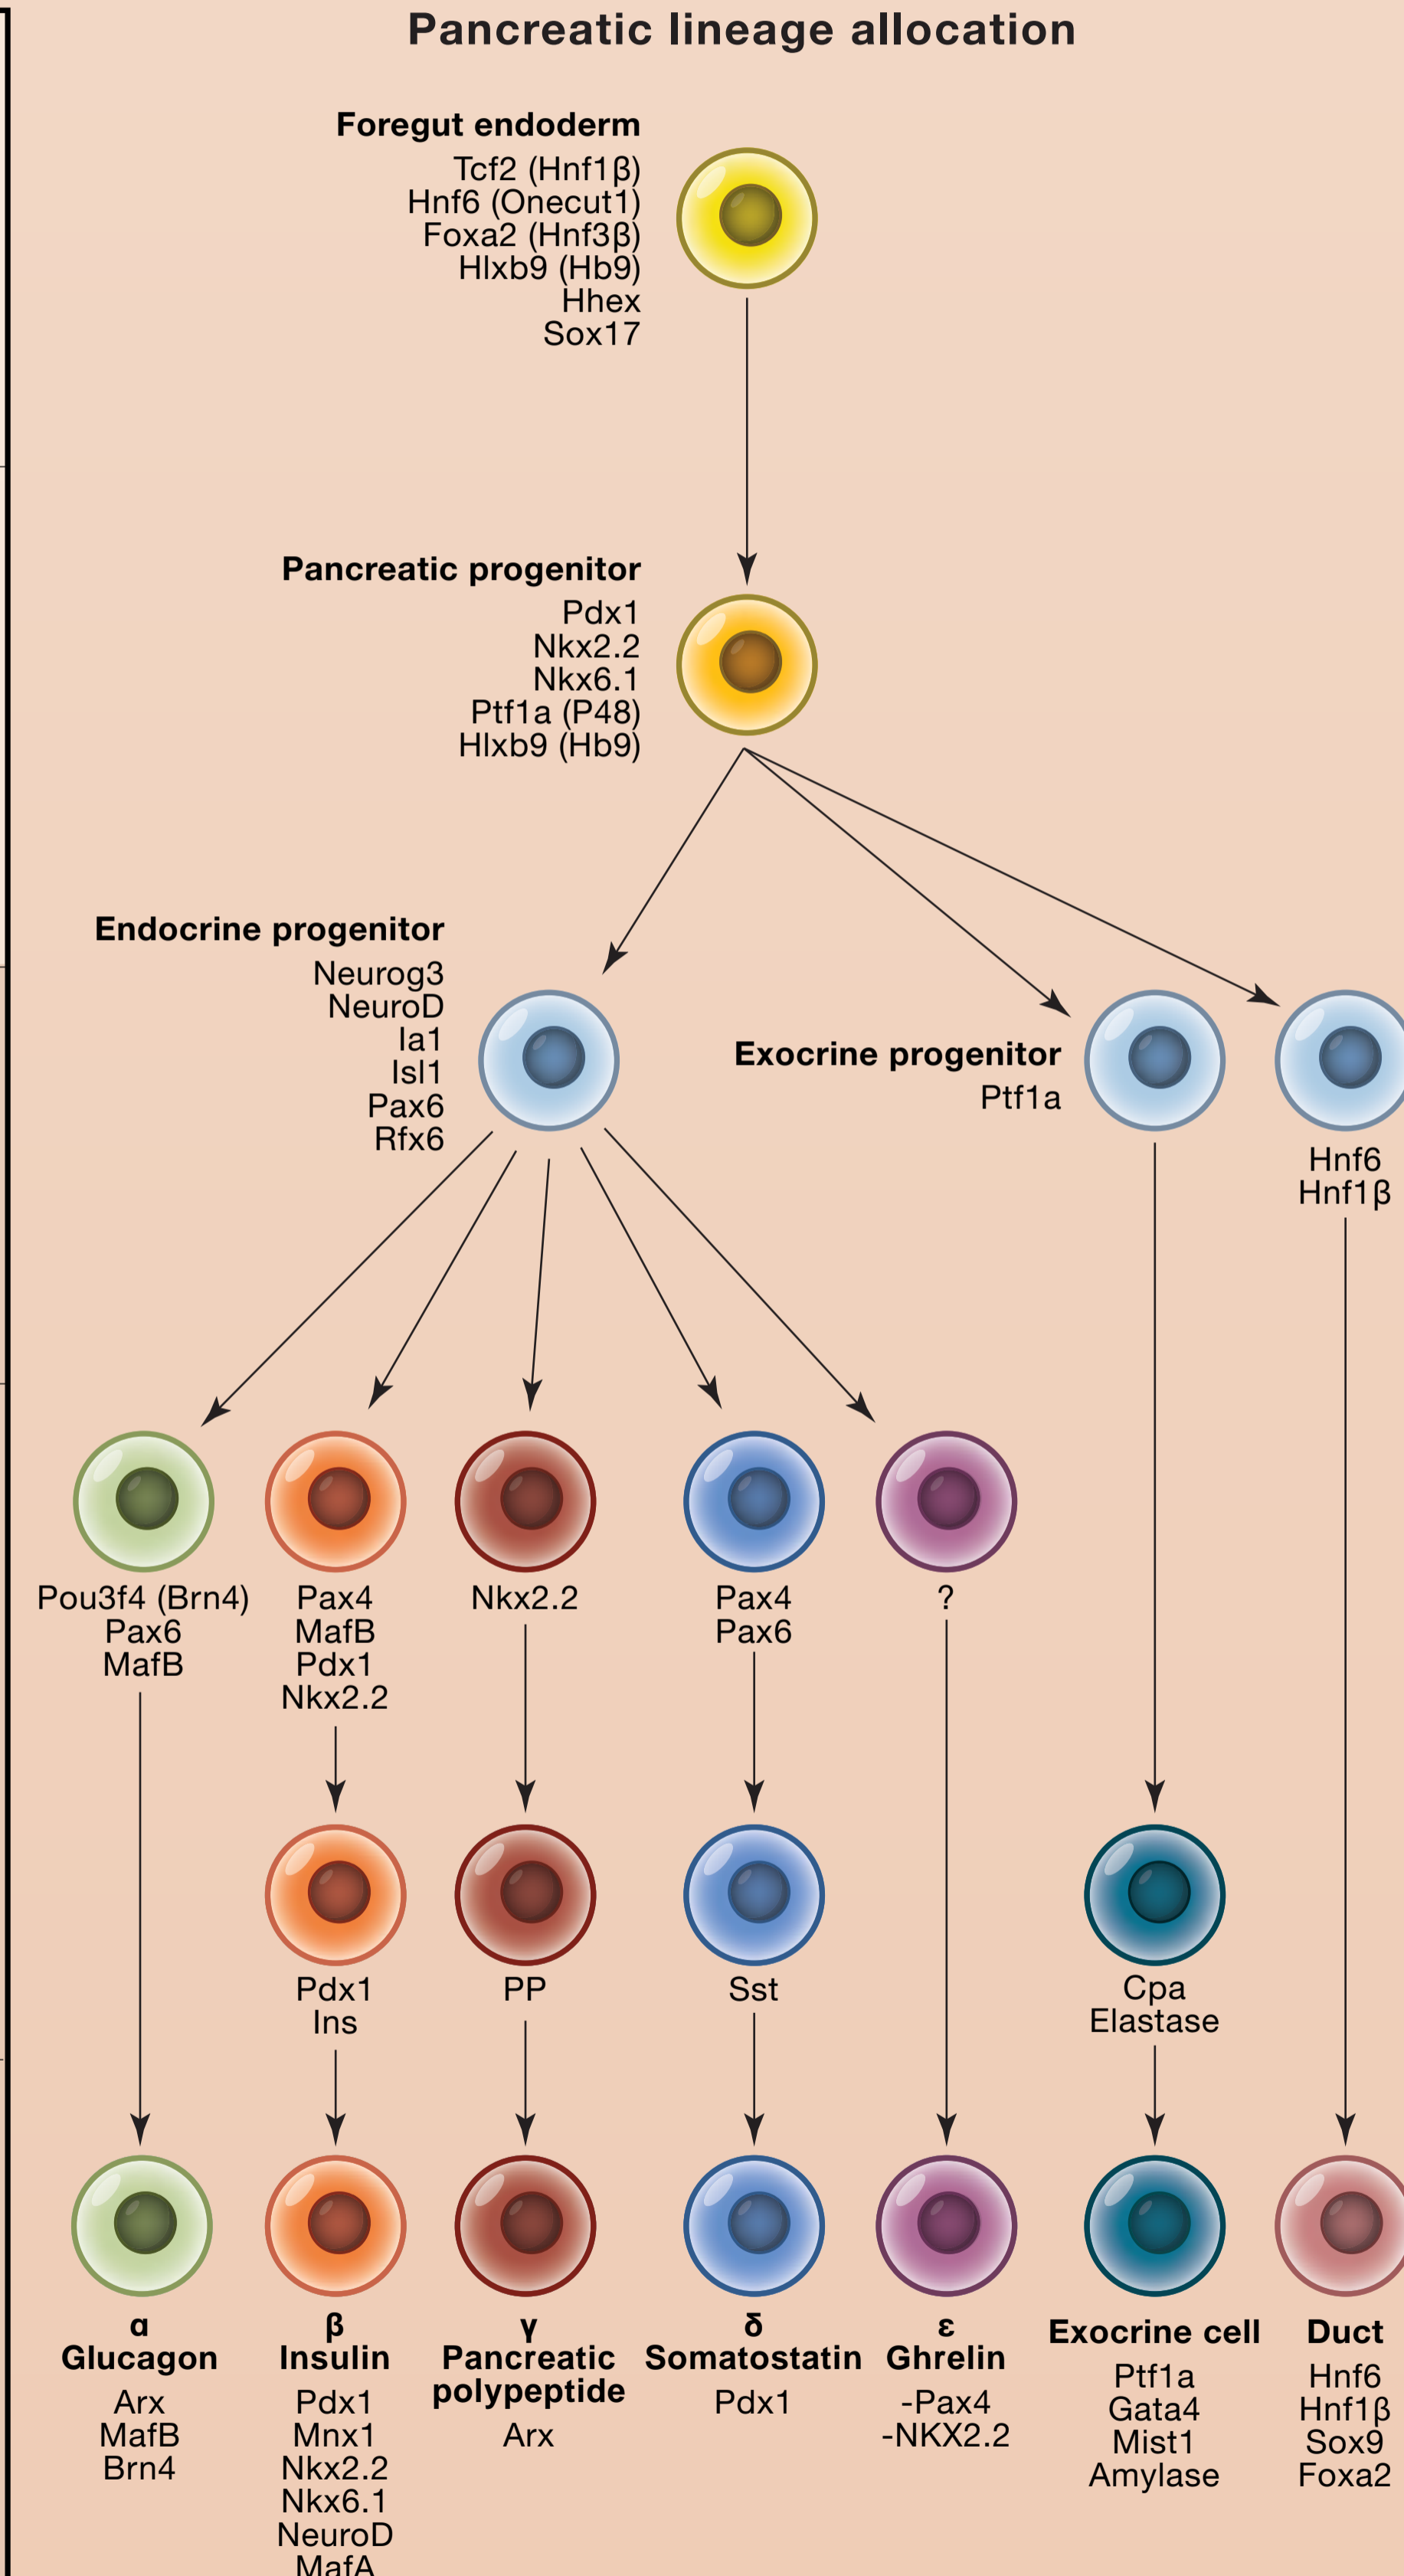 Pancreatic lineage allocation
Foregut endoderm
Tcf2 (Hnf1β)
Hnf6 (Onecut1)
Foxa2 (Hnf3β)
Hlxb9 (Hb9)
Hhex
Sox17
Pancreatic progenitor
Pdx1
Nkx2.2
Nkx6.1
Ptf1a (P48)
Hlxb9 (Hb9)
Endocrine progenitor
Neurog3
NeuroD
Ia1
Isl1
Pax6
Rfx6
Exocrine progenitor
Ptf1a
Hnf6
Hnf1β
Pou3f4 (Brn4)
Pax6
MafB
Pax4
MafB
Pdx1
Nkx2.2
Nkx2.2
Pax4
Pax6
?
Pdx1
Ins
PP
Sst
Cpa
Elastase
α
Glucagon
Arx
MafB
Brn4
β
Insulin
Pdx1
Mnx1
Nkx2.2
Nkx6.1
NeuroD
MafA
γ
Pancreatic
polypeptide
Arx
δ
Somatostatin
Pdx1
ε
Ghrelin
-Pax4
-NKX2.2
Exocrine cell
Ptf1a
Gata4
Mist1
Amylase
Duct
Hnf6
Hnf1β
Sox9
Foxa2